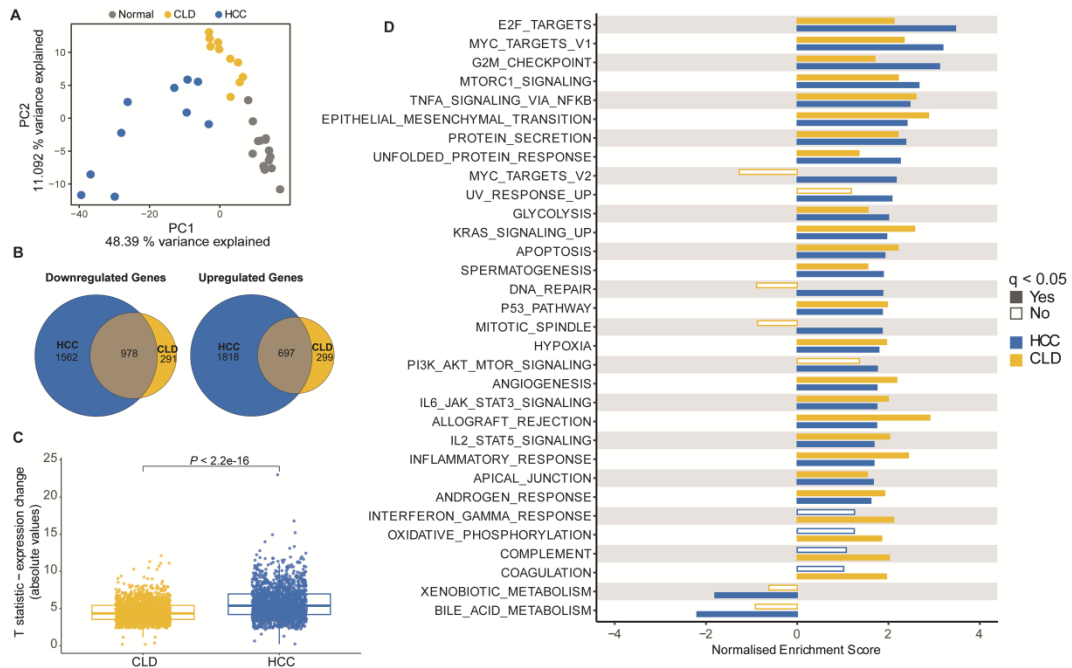 A
Normal CLD HCC
PC2
11.092 % variance explained
10
5
0
−5
−10
−40 −20 0
PC1
48.39 % variance explained
B
Downregulated Genes Upregulated Genes
HCC
1562
978
CLD
291
HCC
1818
697
CLD
299
C
T statistic − expression change
(absolute values)
25
20
15
10
5
0
P < 2.2e-16
CLD HCC
D
E2F_TARGETS
MYC_TARGETS_V1
G2M_CHECKPOINT
MTORC1_SIGNALING
TNFA_SIGNALING_VIA_NFKB
EPITHELIAL_MESENCHYMAL_TRANSITION
PROTEIN_SECRETION
UNFOLDED_PROTEIN_RESPONSE
MYC_TARGETS_V2
UV_RESPONSE_UP
GLYCOLYSIS
KRAS_SIGNALING_UP
APOPTOSIS
SPERMATOGENESIS
DNA_REPAIR
P53_PATHWAY
MITOTIC_SPINDLE
HYPOXIA
PI3K_AKT_MTOR_SIGNALING
ANGIOGENESIS
IL6_JAK_STAT3_SIGNALING
ALLOGRAFT_REJECTION
IL2_STAT5_SIGNALING
INFLAMMATORY_RESPONSE
APICAL_JUNCTION
ANDROGEN_RESPONSE
INTERFERON_GAMMA_RESPONSE
OXIDATIVE_PHOSPHORYLATION
COMPLEMENT
COAGULATION
XENOBIOTIC_METABOLISM
BILE_ACID_METABOLISM
−4 −2 0 2 4
Normalised Enrichment Score
q < 0.05
Yes
No
HCC
CLD